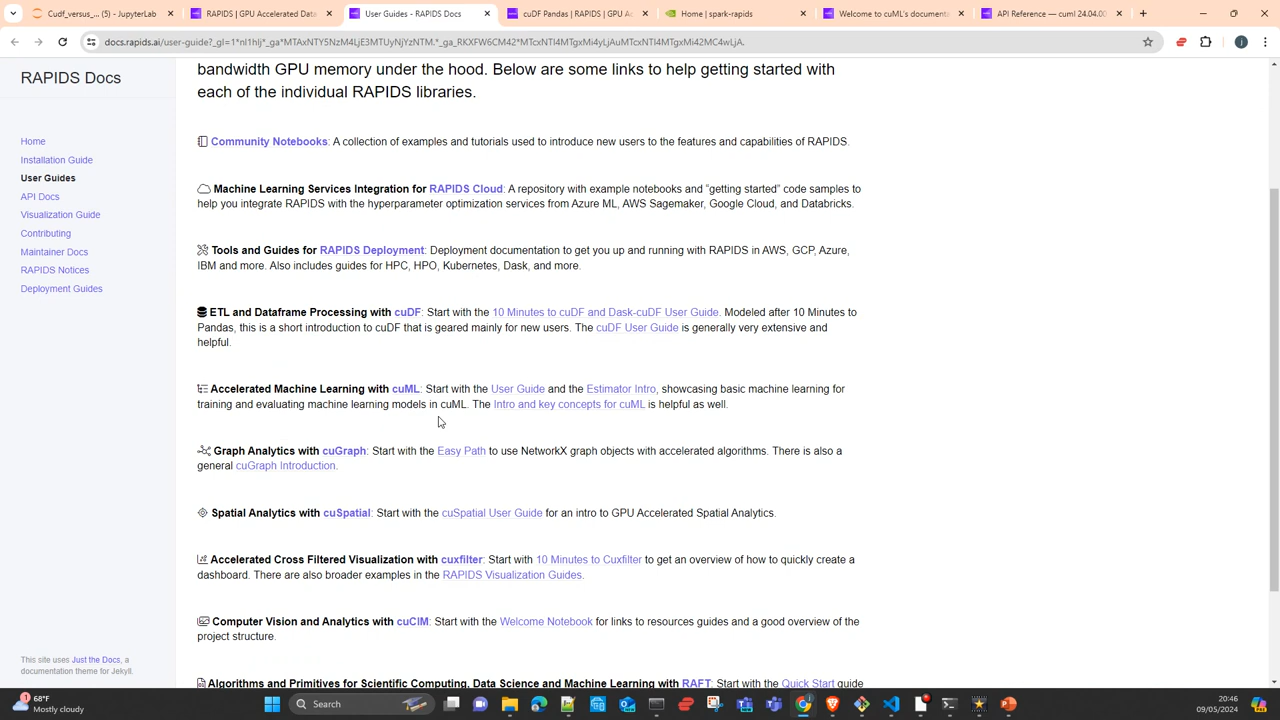 Cudf_versus_... (5) - JupyterLab
RAPIDS | GPU Accelerated Data
User Guides - RAPIDS Docs
cuDF Pandas | RAPIDS | GPU Ac
Home | spark-rapids
Welcome to cuML's documenta
API Reference — cuml 24.04.00
docs.rapids.ai/user-guide?_gl=1*nl1hlj*_ga*MTAxNTY5NzM4LjE3MTUyNjYzNTM.*_ga_RKXFW6CM42*MTcxNTI4MTgxMi4yLjAuMTcxNTI4MTgxMi42MC4wLjA.
RAPIDS Docs
Home
Installation Guide
User Guides
API Docs
Visualization Guide
Contributing
Maintainer Docs
RAPIDS Notices
Deployment Guides
This site uses Just the Docs, a
documentation theme for Jekyll.
bandwidth GPU memory under the hood. Below are some links to help getting started with
each of the individual RAPIDS libraries.
Community Notebooks: A collection of examples and tutorials used to introduce new users to the features and capabilities of RAPIDS.
Machine Learning Services Integration for RAPIDS Cloud: A repository with example notebooks and “getting started” code samples to
help you integrate RAPIDS with the hyperparameter optimization services from Azure ML, AWS Sagemaker, Google Cloud, and Databricks.
Tools and Guides for RAPIDS Deployment: Deployment documentation to get you up and running with RAPIDS in AWS, GCP, Azure,
IBM and more. Also includes guides for HPC, HPO, Kubernetes, Dask, and more.
ETL and Dataframe Processing with cuDF: Start with the 10 Minutes to cuDF and Dask-cuDF User Guide. Modeled after 10 Minutes to
Pandas, this is a short introduction to cuDF that is geared mainly for new users. The cuDF User Guide is generally very extensive and
helpful.
Accelerated Machine Learning with cuML: Start with the User Guide and the Estimator Intro, showcasing basic machine learning for
training and evaluating machine learning models in cuML. The Intro and key concepts for cuML is helpful as well.
Graph Analytics with cuGraph: Start with the Easy Path to use NetworkX graph objects with accelerated algorithms. There is also a
general cuGraph Introduction.
Spatial Analytics with cuSpatial: Start with the cuSpatial User Guide for an intro to GPU Accelerated Spatial Analytics.
Accelerated Cross Filtered Visualization with cuxfilter: Start with 10 Minutes to Cuxfilter to get an overview of how to quickly create a
dashboard. There are also broader examples in the RAPIDS Visualization Guides.
Computer Vision and Analytics with cuCIM: Start with the Welcome Notebook for links to resources guides and a good overview of the
project structure.
Algorithms and Primitives for Scientific Computing, Data Science and Machine Learning with RAFT: Start with the Quick Start guide
1
68°F
Mostly cloudy
Search
20:46
09/05/2024